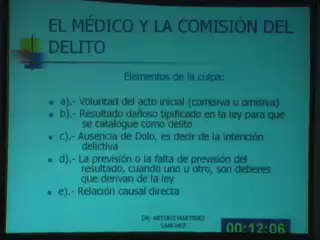 EL MÉDICO Y LA COMISIÓN DEL
DELITO
Elementos de la culpa:
a).- Voluntad del acto inicial (comisiva u omisiva)
b).- Resultado dañoso tipificado en la ley para que
se catalogue como delito
c).- Ausencia de Dolo, es decir de la intención
delictiva
d).- La previsión o la falta de previsión del
resultado, cuando uno u otro, son deberes
que derivan de la ley
e).- Relación causal directa
DR. ARTURO MARTINEZ
SANCHEZ
00:12:06